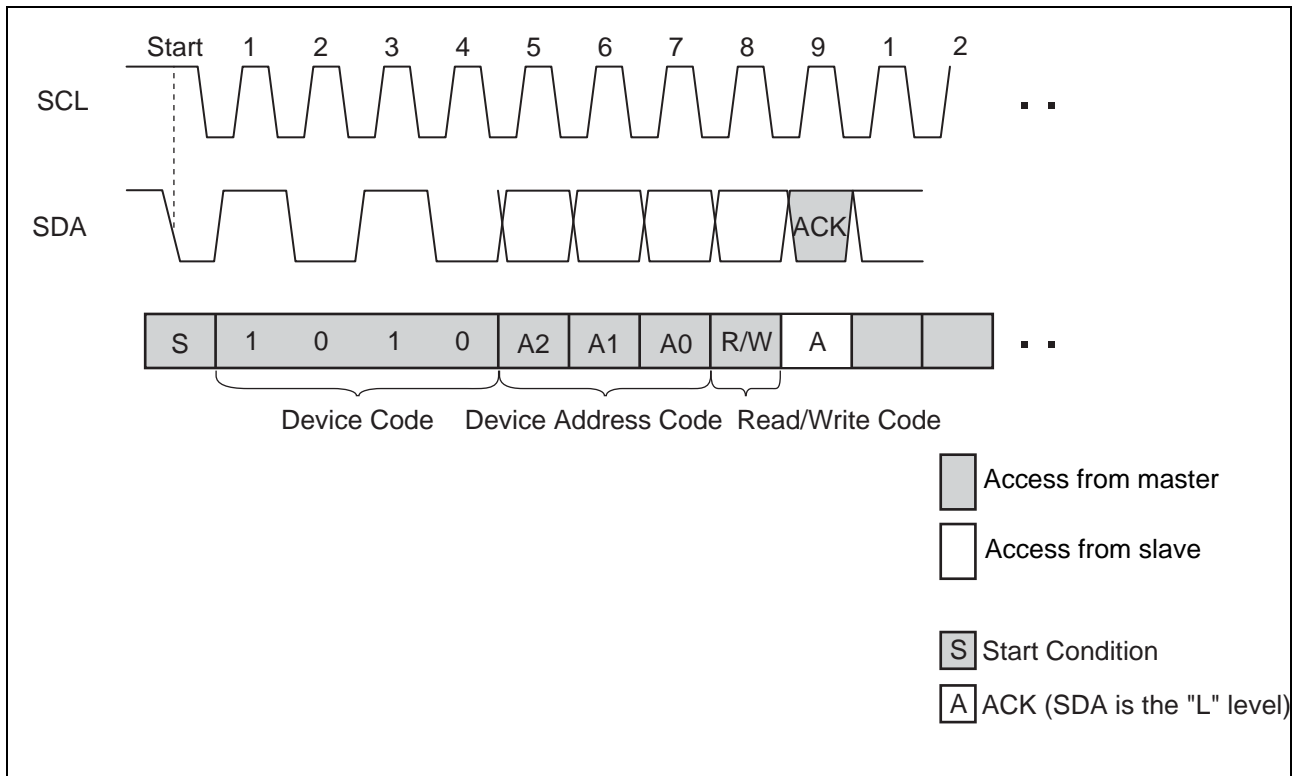 Start 1 2 3 4 5 6 7 8 9 1 2
SCL
SDA
ACK
S 1 0 1 0 A2 A1 A0 R/W A
Device Code Device Address Code Read/Write Code
Access from master
Access from slave
S Start Condition
A ACK (SDA is the "L" level)